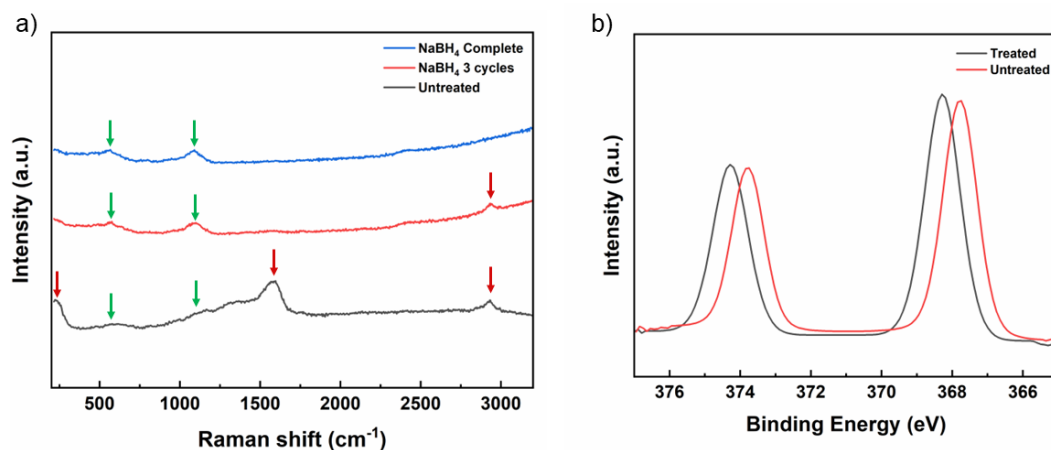 a)
NaBH₄ Complete
NaBH₄ 3 cycles
Untreated
Intensity (a.u.)
500 1000 1500 2000 2500 3000
Raman shift (cm⁻¹)
b)
Treated
Untreated
Intensity (a.u.)
376 374 372 370 368 366
Binding Energy (eV)